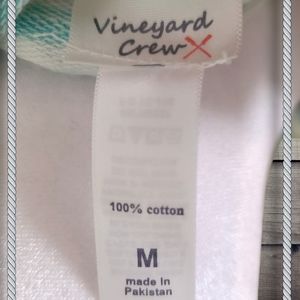 Vineyard
Crew X
M
100% cotton
M
made in
Pakistan